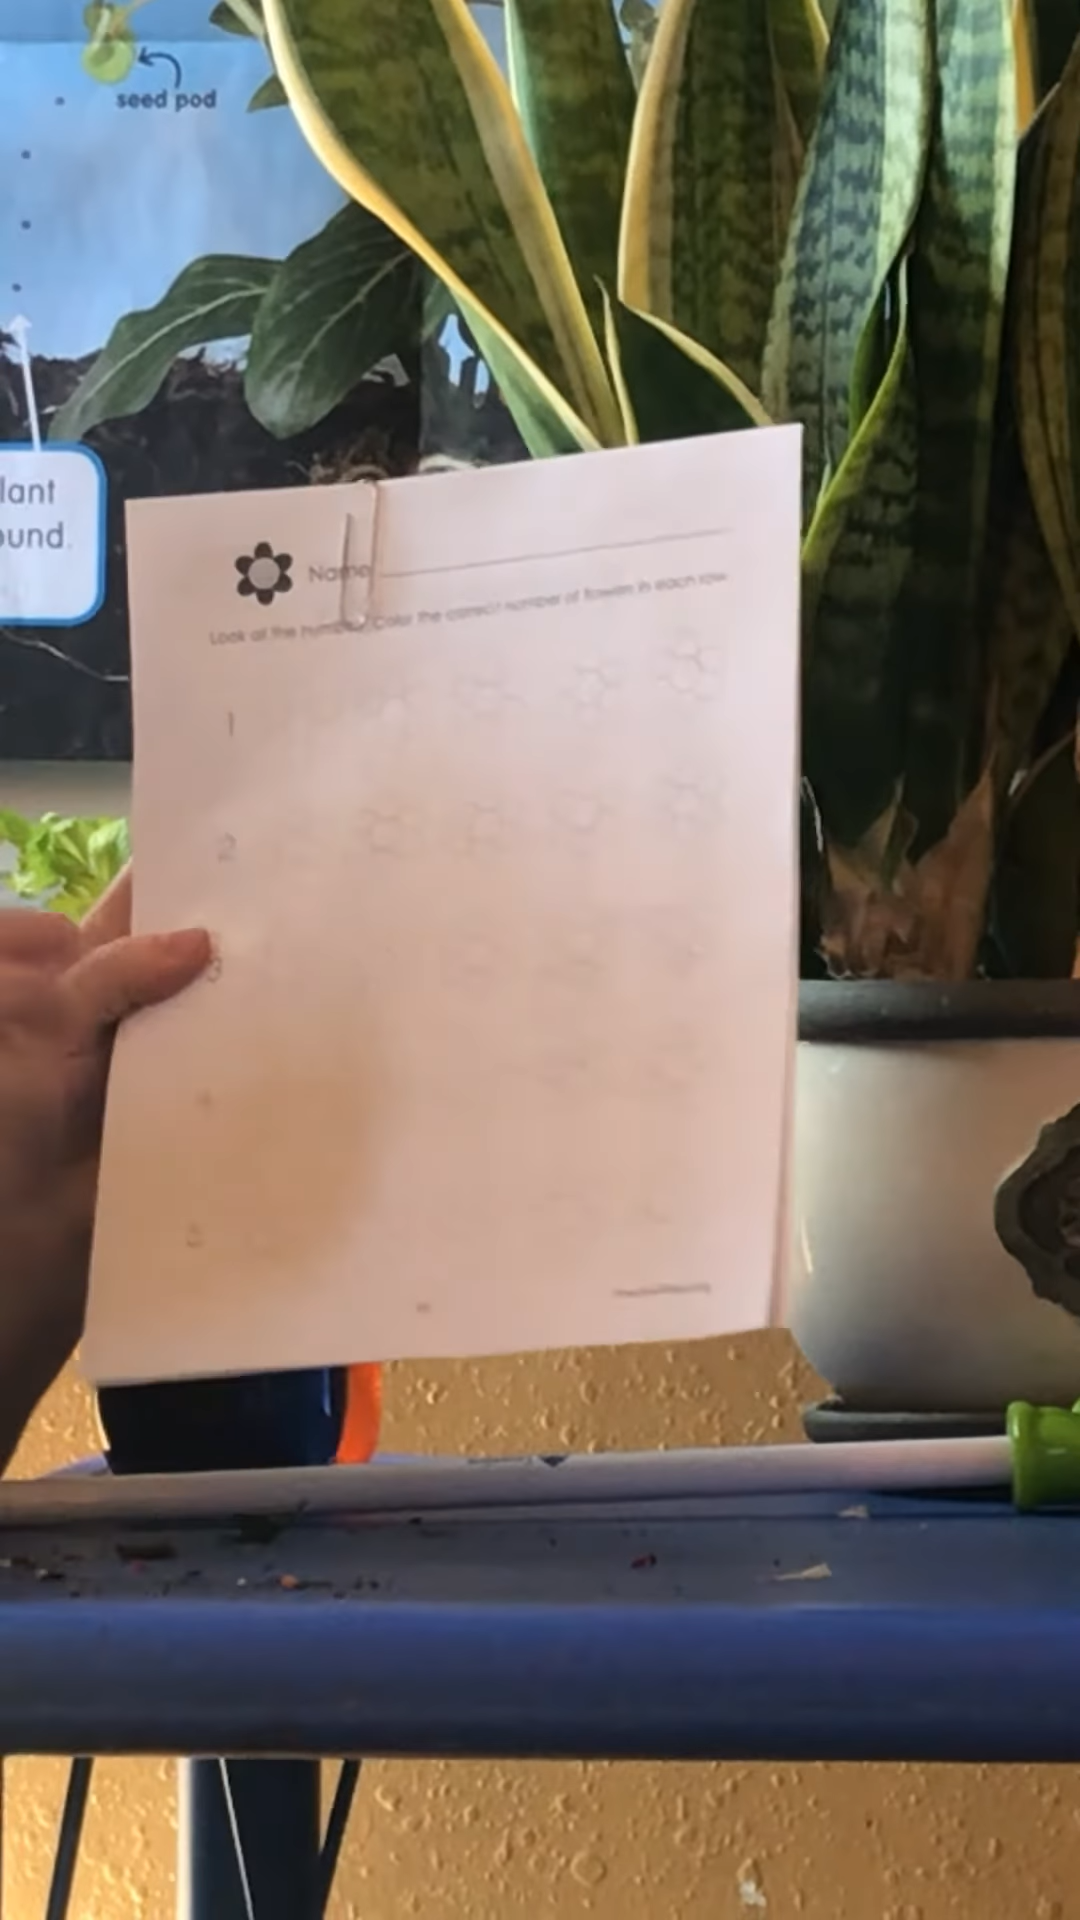 seed pod
lant
ound.
Name
Look at the number. Color the correct number of flowers in each row.
1
2
3